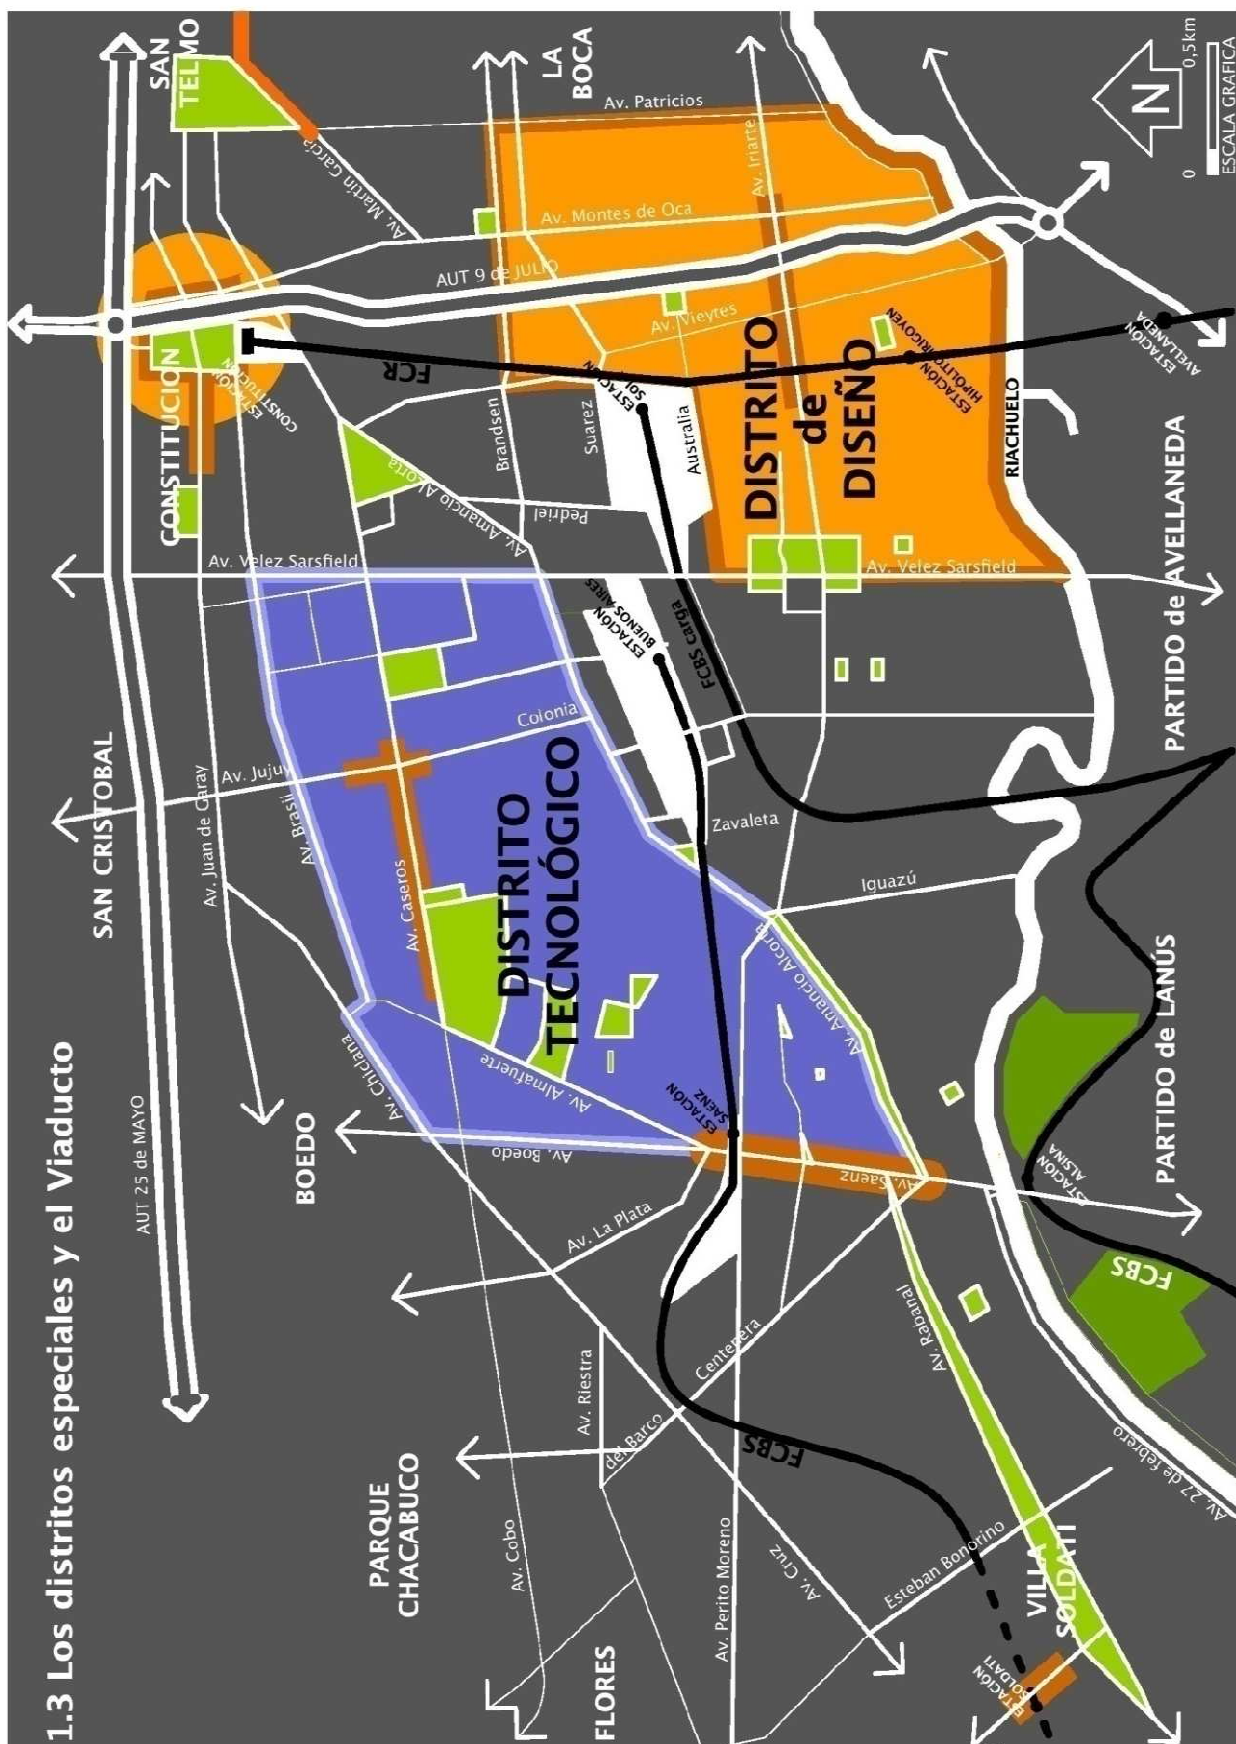 1.3 Los distritos especiales y el Viaducto
AUT 25 de MAYO
SAN CRISTOBAL
SAN
TELMO
Av. Juan de Garay
Av. Jujuy
Av. Brasil
Av. Velez Sarsfield
CONSTITUCION
ESTACIÓN
CONSTITUCIÓN
Av. Martín García
BOEDO
Av. Chiclana
Av. Boedo
Av. Almafuerte
Av. Caseros
Colonia
DISTRITO
TECNOLÓGICO
Av. Amancio Alcorta
FCR
AUT 9 de JULIO
LA
BOCA
Av. Patricios
Av. Montes de Oca
Av. Iriarte
Av. Vieytes
Brandsen
Suarez
Pedriel
Australia
ESTACIÓN
DISTRITO
de
DISEÑO
ESTACIÓN
HIPÓLITO YRIGOYEN
RIACHUELO
Av. Velez Sarsfield
ESTACIÓN
BUENOS AIRES
FCBS carga
Zavaleta
Iguazú
Av. Amancio Alcorta
ESTACIÓN
SAENZ
Av. Saenz
PARQUE
CHACABUCO
Av. La Plata
Av. Riestra
del Barco
Centenera
Av. Cobo
FLORES
Av. Perito Moreno
Av. Cruz
FCBS
Av. Rabanal
Esteban Bonorino
VILLA
SOLDATI
ESTACIÓN
SOLDATI
Av. 27 de febrero
FCBS
ESTACIÓN
ALSINA
PARTIDO de LANÚS
PARTIDO de AVELLANEDA
ESTACIÓN
AVELLANEDA
N
0
0,5km
ESCALA GRAFICA